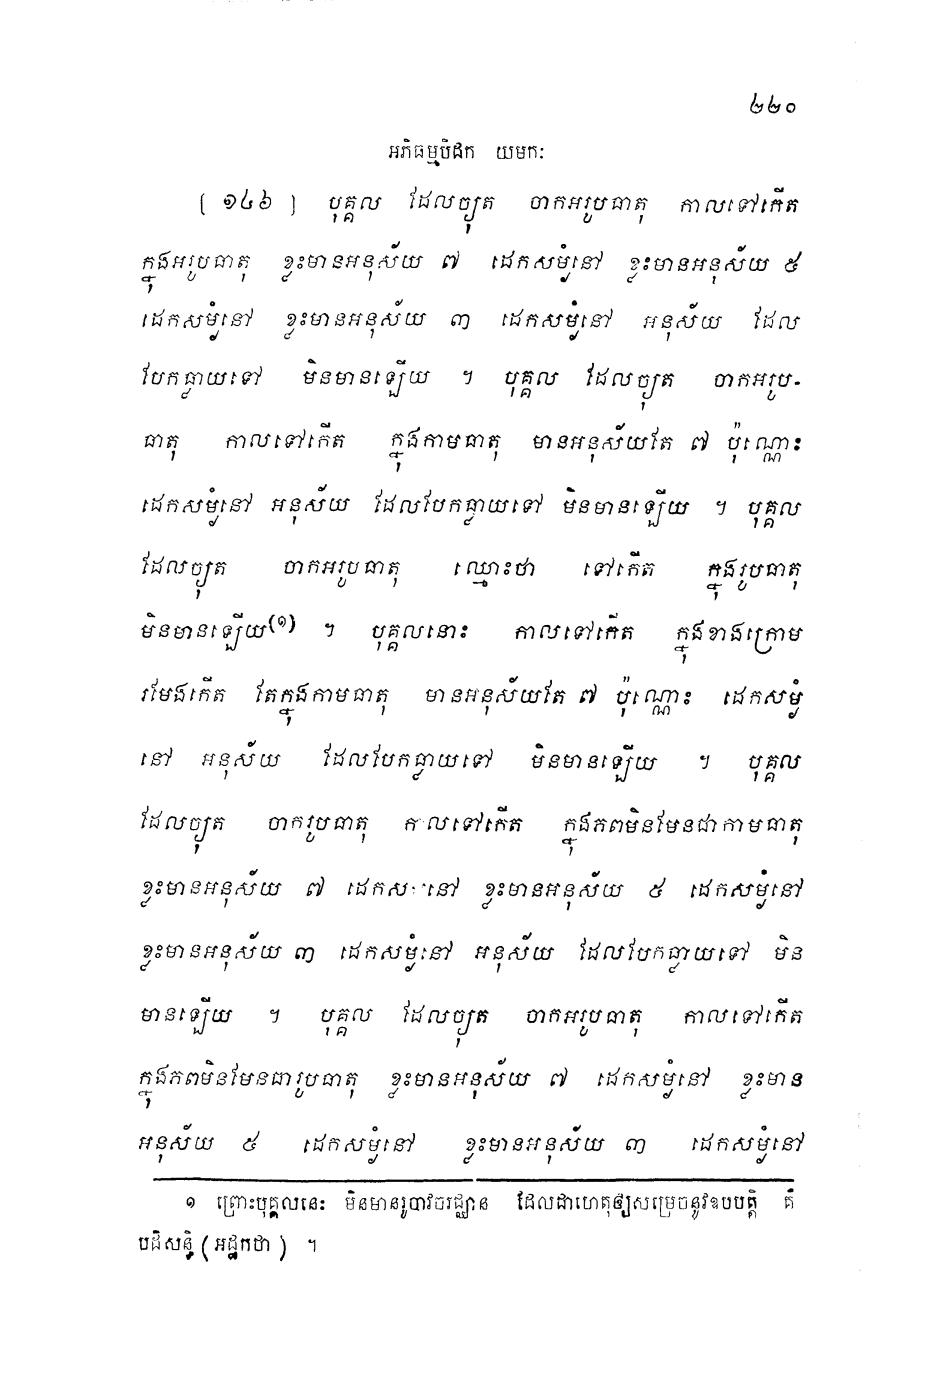 ២២០
អភិធម្មបិដក យមកៈ
[ ១៤៦ ] បុគ្គល ដែលច្យុត ចាកអរូបធាតុ កាលទៅកើត
ក្នុងអរូបធាតុ ខ្លះមានអនុស័យ ៧ ដេកសម្ងំនៅ ខ្លះមានអនុស័យ ៥
ដេកសម្ងំនៅ ខ្លះមានអនុស័យ ៣ ដេកសម្ងំនៅ អនុស័យ ដែល
បែកធ្លាយទៅ មិនមានឡើយ ។ បុគ្គល ដែលច្យុត ចាកអរូប-
ធាតុ កាលទៅកើត ក្នុងកាមធាតុ មានអនុស័យតែ ៧ ប៉ុណ្ណោះ
ដេកសម្ងំនៅ អនុស័យ ដែលបែកធ្លាយទៅ មិនមានឡើយ ។ បុគ្គល
ដែលច្យុត ចាកអរូបធាតុ ឈ្មោះថា ទៅកើត ក្នុងរូបធាតុ
មិនមានឡើយ(១) ។ បុគ្គលនោះ កាលទៅកើត ក្នុងខាងក្រោម
រមែងកើត តែក្នុងកាមធាតុ មានអនុស័យតែ ៧ ប៉ុណ្ណោះ ដេកសម្ងំ
នៅ អនុស័យ ដែលបែកធ្លាយទៅ មិនមានឡើយ ។ បុគ្គល
ដែលច្យុត ចាករូបធាតុ កាលទៅកើត ក្នុងភពមិនមែនជាកាមធាតុ
ខ្លះមានអនុស័យ ៧ ដេកសម្ងំនៅ ខ្លះមានអនុស័យ ៥ ដេកសម្ងំនៅ
ខ្លះមានអនុស័យ ៣ ដេកសម្ងំនៅ អនុស័យ ដែលបែកធ្លាយទៅ មិន
មានឡើយ ។ បុគ្គល ដែលច្យុត ចាកអរូបធាតុ កាលទៅកើត
ក្នុងភពមិនមែនជារូបធាតុ ខ្លះមានអនុស័យ ៧ ដេកសម្ងំនៅ ខ្លះមាន
អនុស័យ ៥ ដេកសម្ងំនៅ ខ្លះមានអនុស័យ ៣ ដេកសម្ងំនៅ
១ ព្រោះបុគ្គលនេះ មិនមានរូបាវចរជ្ឈាន ដែលជាហេតុឲ្យសម្រេចនូវឧបបត្តិ គឺ
បដិសន្ធិ (អដ្ឋកថា) ។